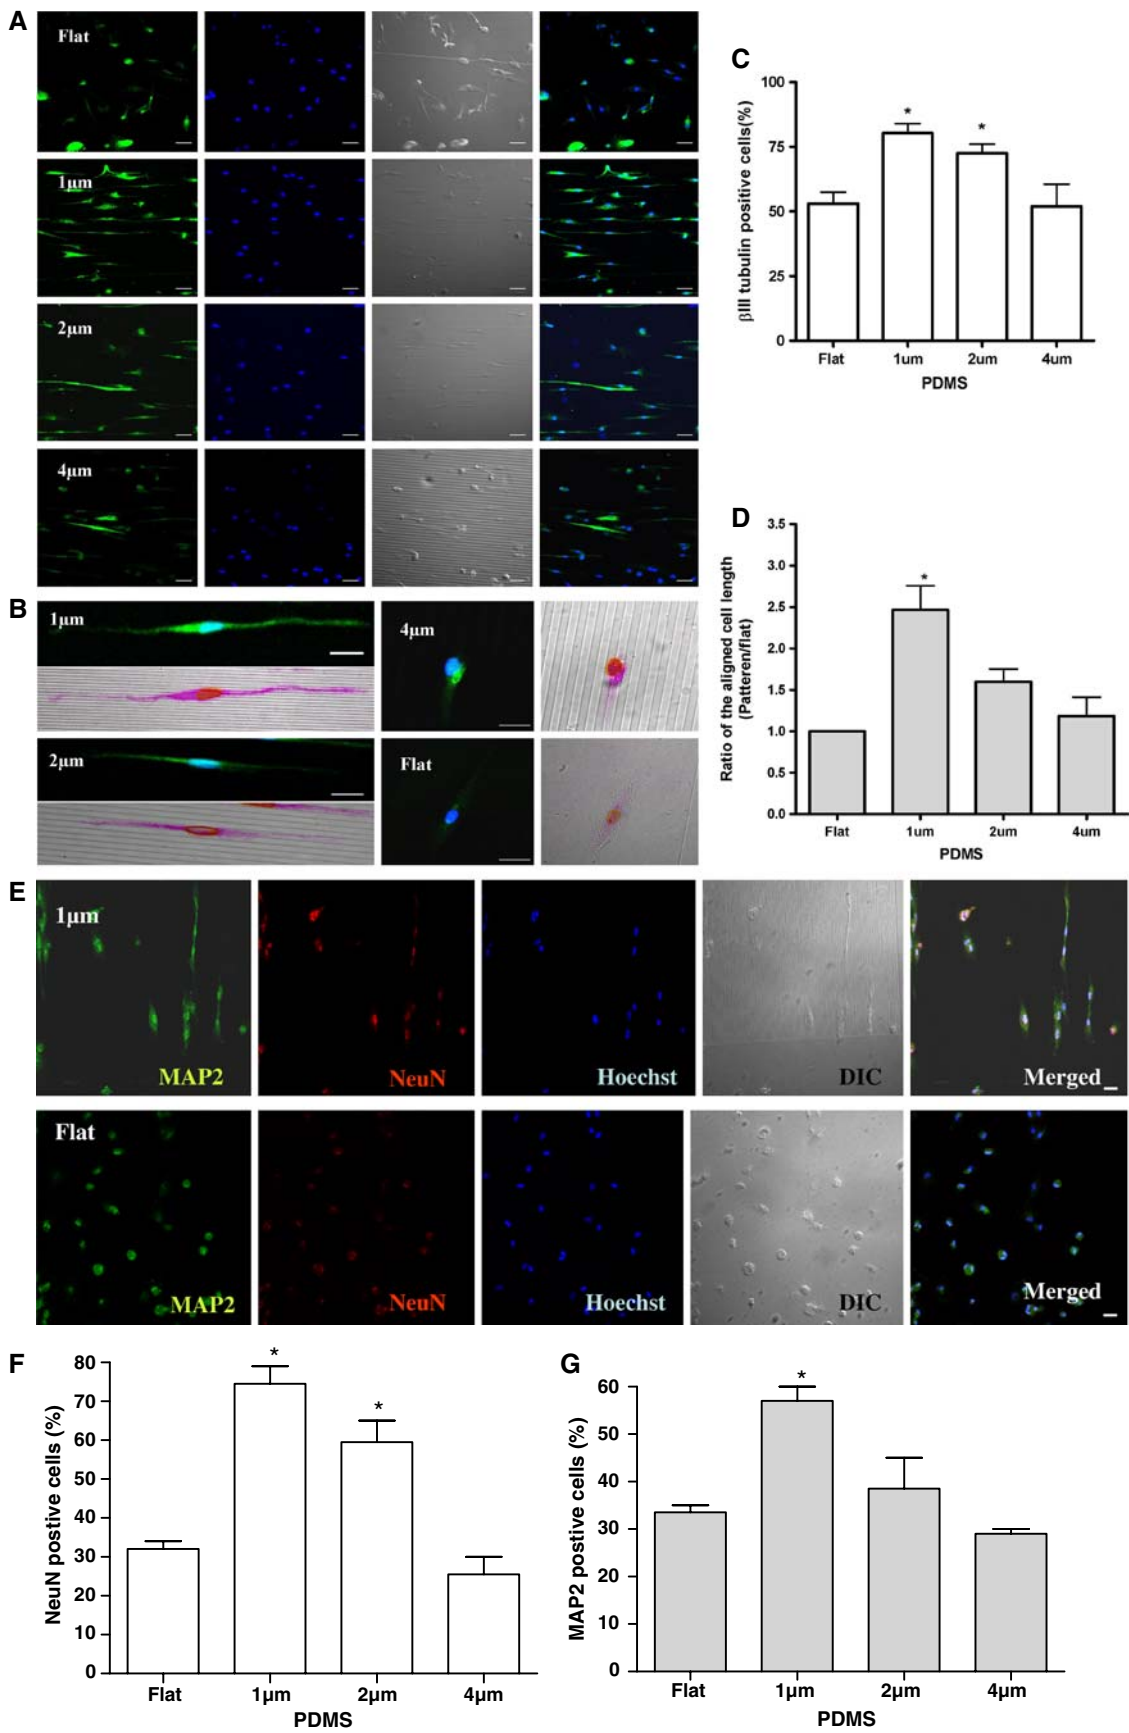 A
Flat
1µm
2µm
4µm
B
1µm
4µm
2µm
Flat
C
βIII tubulin positive cells(%)
100
75
50
25
0
*
*
Flat 1um 2um 4um
PDMS
D
Ratio of the aligned cell length
(Patteren/flat)
3.5
3.0
2.5
2.0
1.5
1.0
0.5
0.0
*
Flat 1um 2um 4um
PDMS
E
1µm
MAP2 NeuN Hoechst DIC Merged
Flat
MAP2 NeuN Hoechst DIC Merged
F
NeuN postive cells (%)
80
70
60
50
40
30
20
10
0
*
*
Flat 1µm 2µm 4µm
PDMS
G
MAP2 postive cells (%)
60
50
40
30
20
10
0
*
Flat 1µm 2µm 4µm
PDMS